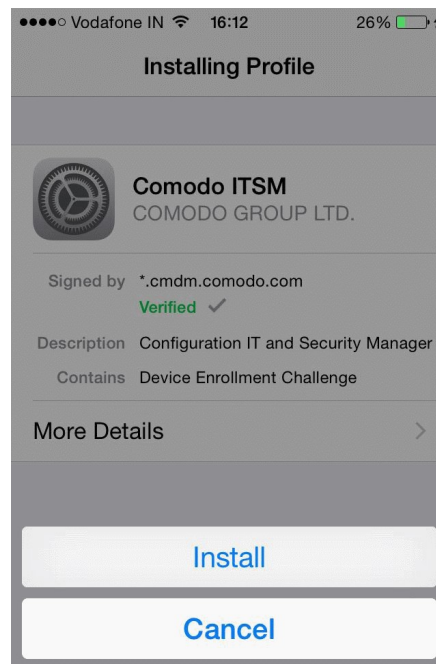 Vodafone IN 16:12 26%
Installing Profile
Comodo ITSM
COMODO GROUP LTD.
Signed by *.cmdm.comodo.com
Verified
Description Configuration IT and Security Manager
Contains Device Enrollment Challenge
More Details
Install
Cancel